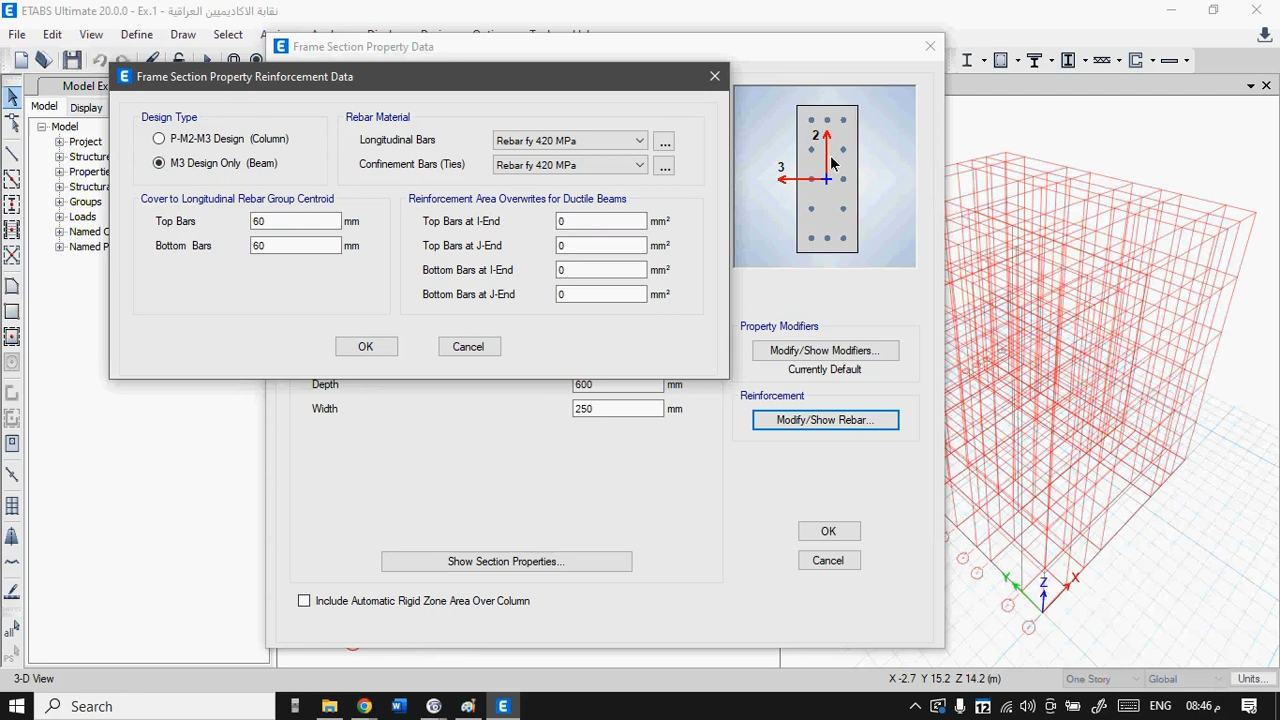 ETABS Ultimate 20.0.0 - Ex.1 - نقابة الاكاديميين العراقية
File Edit View Define Draw Select
Frame Section Property Data
Model Ex
Model Display
Model
Project
Structure
Properties
Structura
Groups
Loads
Named C
Named P
Frame Section Property Reinforcement Data
Design Type
P-M2-M3 Design (Column)
M3 Design Only (Beam)
Rebar Material
Longitudinal Bars Rebar fy 420 MPa ...
Confinement Bars (Ties) Rebar fy 420 MPa ...
Cover to Longitudinal Rebar Group Centroid
Top Bars 60 mm
Bottom Bars 60 mm
Reinforcement Area Overwrites for Ductile Beams
Top Bars at I-End 0 mm²
Top Bars at J-End 0 mm²
Bottom Bars at I-End 0 mm²
Bottom Bars at J-End 0 mm²
OK Cancel
2
3
Property Modifiers
Modify/Show Modifiers...
Currently Default
Reinforcement
Modify/Show Rebar...
Depth 600 mm
Width 250 mm
OK
Cancel
Show Section Properties...
Include Automatic Rigid Zone Area Over Column
Y Z X
all
PS
3-D View X -2.7 Y 15.2 Z 14.2 (m) One Story Global Units...
Search
12 ENG 08:46 م